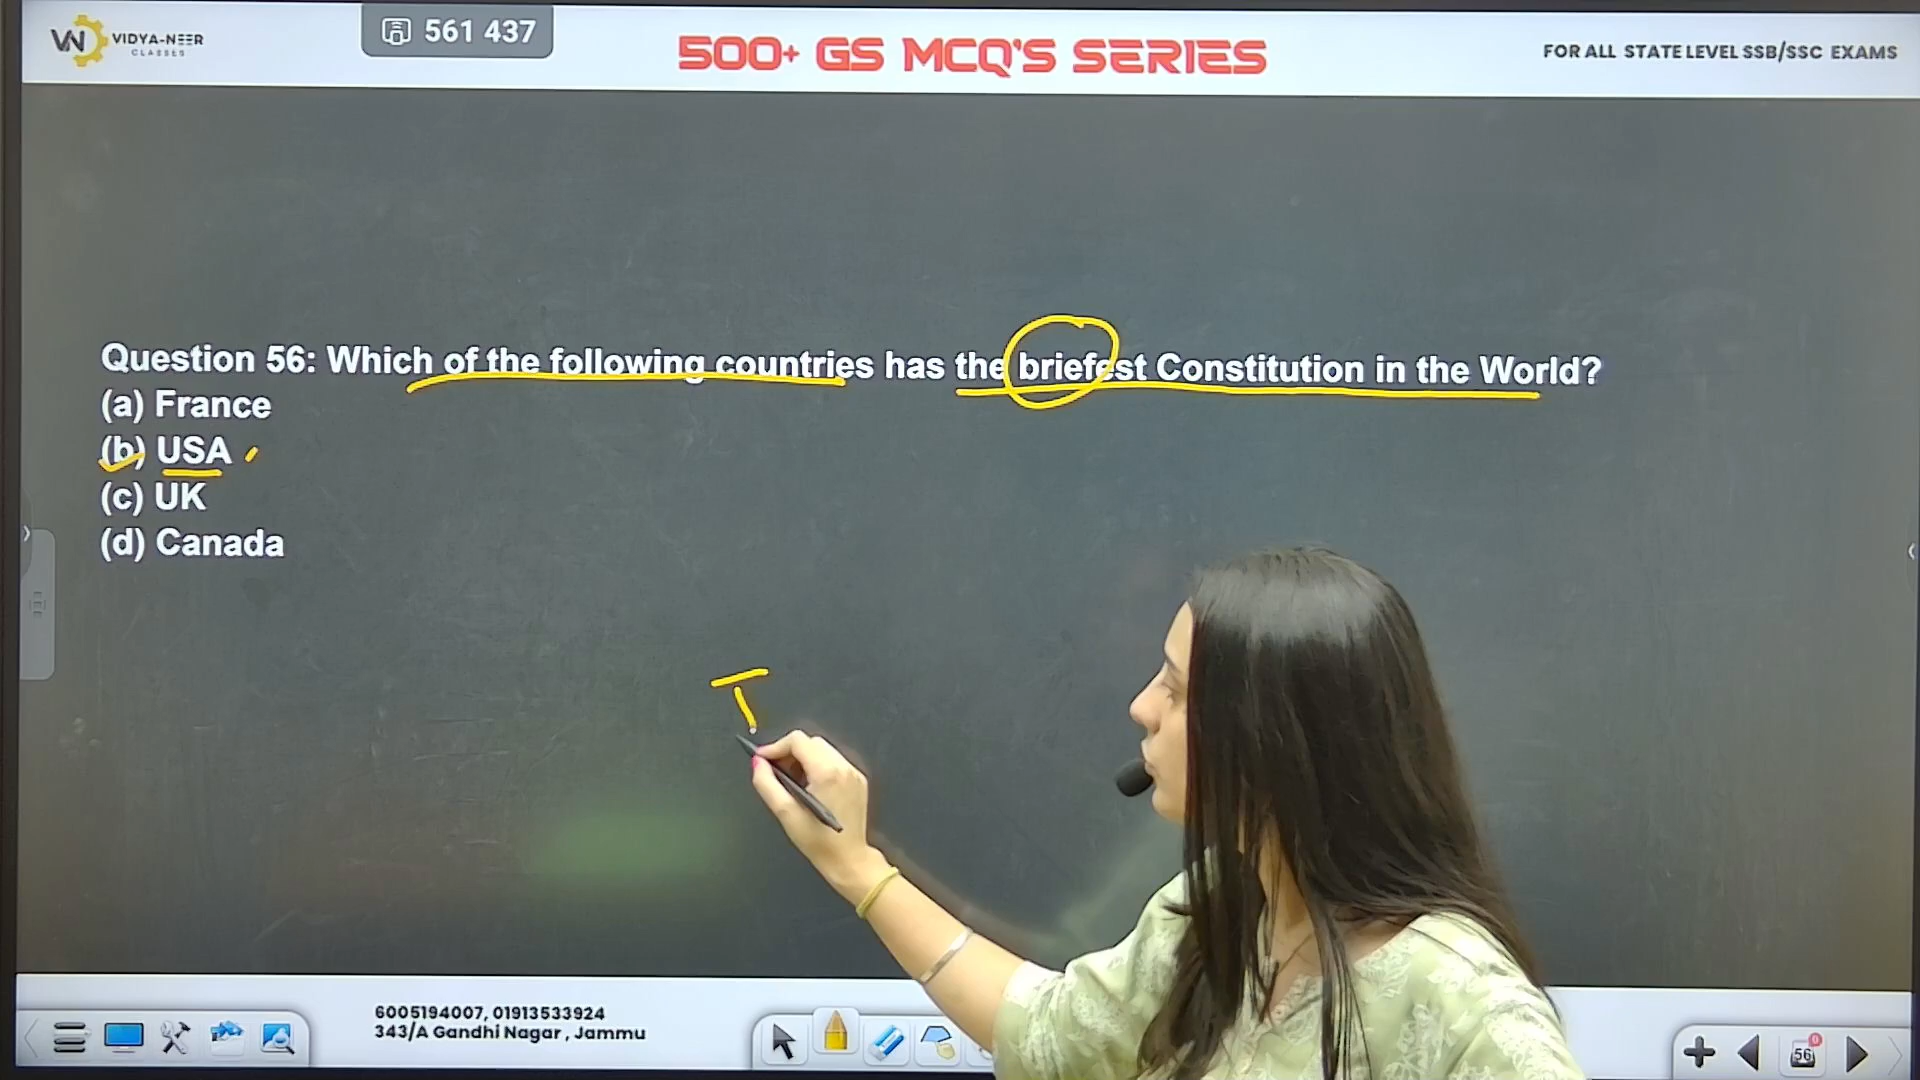 VN VIDYA-NEER
CLASSES
561 437
500+ GS MCQ'S SERIES
FOR ALL STATE LEVEL SSB/SSC EXAMS
Question 56: Which of the following countries has the briefest Constitution in the World?
(a) France
(b) USA
(c) UK
(d) Canada
T
6005194007, 01913533924
343/A Gandhi Nagar, Jammu
56
0